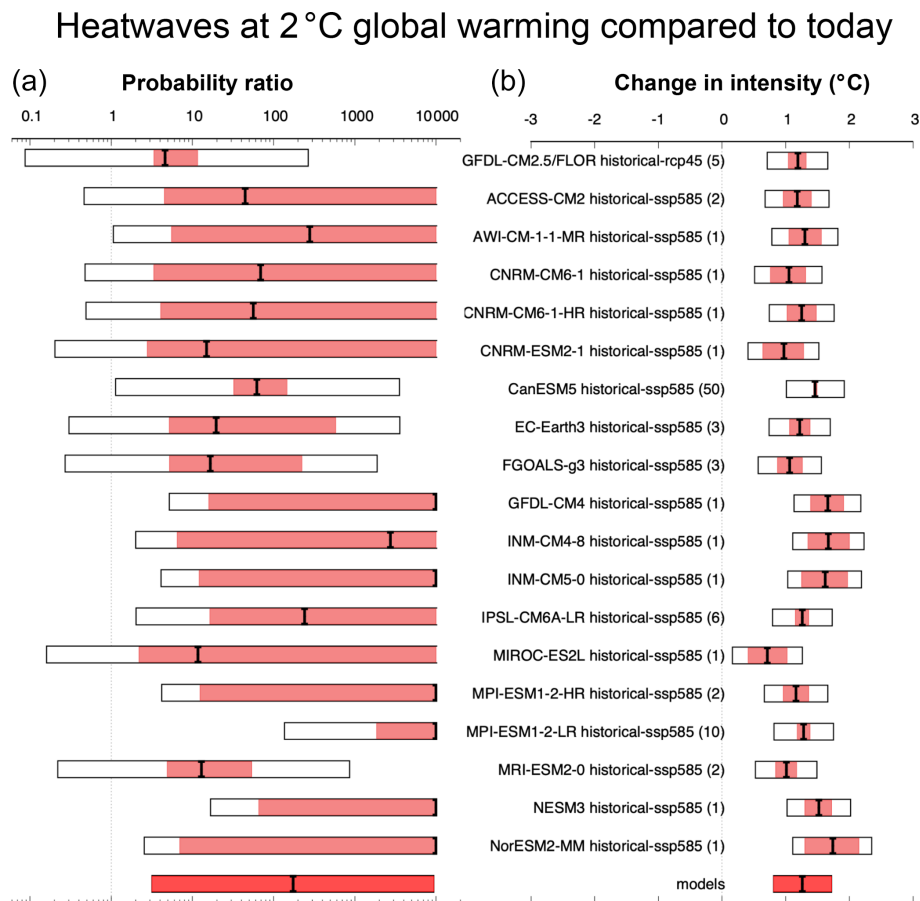 Heatwaves at 2 °C global warming compared to today
(a) Probability ratio
(b) Change in intensity (°C)
0.1 1 10 100 1000 10000
-3 -2 -1 0 1 2 3
GFDL-CM2.5/FLOR historical-rcp45 (5)
ACCESS-CM2 historical-ssp585 (2)
AWI-CM-1-1-MR historical-ssp585 (1)
CNRM-CM6-1 historical-ssp585 (1)
CNRM-CM6-1-HR historical-ssp585 (1)
CNRM-ESM2-1 historical-ssp585 (1)
CanESM5 historical-ssp585 (50)
EC-Earth3 historical-ssp585 (3)
FGOALS-g3 historical-ssp585 (3)
GFDL-CM4 historical-ssp585 (1)
INM-CM4-8 historical-ssp585 (1)
INM-CM5-0 historical-ssp585 (1)
IPSL-CM6A-LR historical-ssp585 (6)
MIROC-ES2L historical-ssp585 (1)
MPI-ESM1-2-HR historical-ssp585 (2)
MPI-ESM1-2-LR historical-ssp585 (10)
MRI-ESM2-0 historical-ssp585 (2)
NESM3 historical-ssp585 (1)
NorESM2-MM historical-ssp585 (1)
models